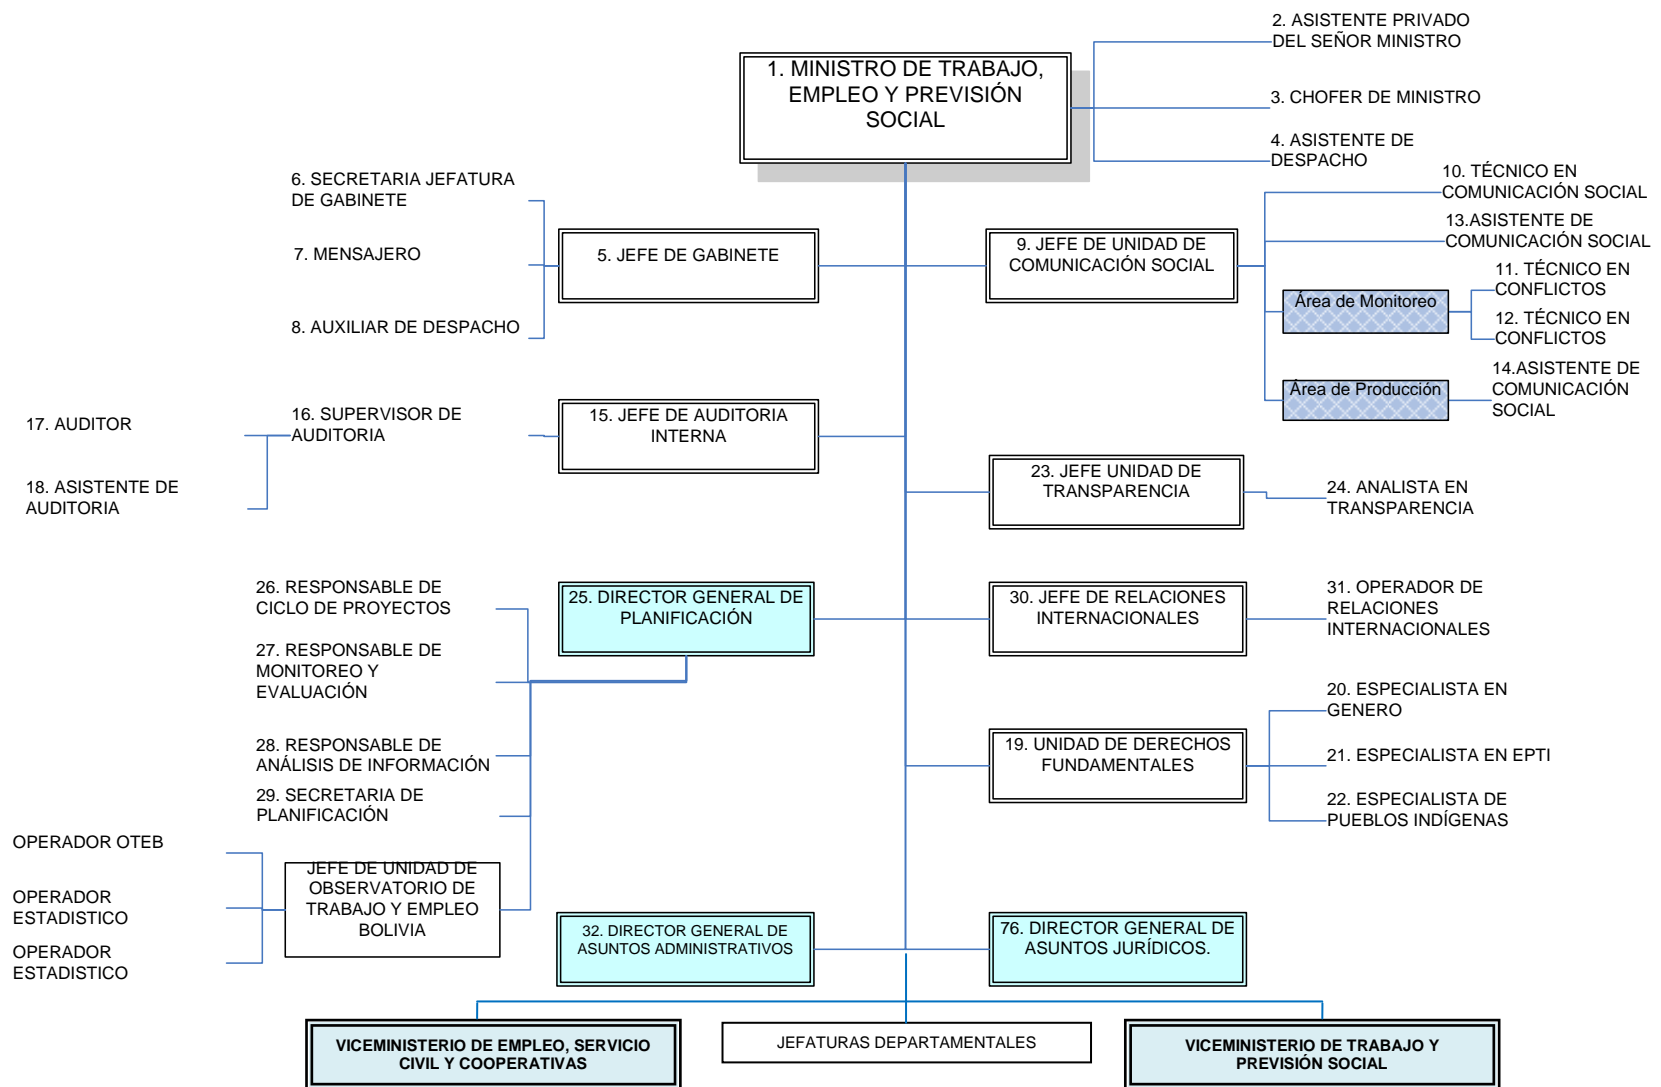 2. ASISTENTE PRIVADO
DEL SEÑOR MINISTRO
1. MINISTRO DE TRABAJO,
EMPLEO Y PREVISIÓN
SOCIAL
3. CHOFER DE MINISTRO
4. ASISTENTE DE
DESPACHO
6. SECRETARIA JEFATURA
DE GABINETE
7. MENSAJERO
8. AUXILIAR DE DESPACHO
5. JEFE DE GABINETE
9. JEFE DE UNIDAD DE
COMUNICACIÓN SOCIAL
10. TÉCNICO EN
COMUNICACIÓN SOCIAL
13.ASISTENTE DE
COMUNICACIÓN SOCIAL
Área de Monitoreo
11. TÉCNICO EN
CONFLICTOS
12. TÉCNICO EN
CONFLICTOS
Área de Producción
14.ASISTENTE DE
COMUNICACIÓN
SOCIAL
17. AUDITOR
18. ASISTENTE DE
AUDITORIA
16. SUPERVISOR DE
AUDITORIA
15. JEFE DE AUDITORIA
INTERNA
23. JEFE UNIDAD DE
TRANSPARENCIA
24. ANALISTA EN
TRANSPARENCIA
26. RESPONSABLE DE
CICLO DE PROYECTOS
27. RESPONSABLE DE
MONITOREO Y
EVALUACIÓN
28. RESPONSABLE DE
ANÁLISIS DE INFORMACIÓN
29. SECRETARIA DE
PLANIFICACIÓN
25. DIRECTOR GENERAL DE
PLANIFICACIÓN
30. JEFE DE RELACIONES
INTERNACIONALES
31. OPERADOR DE
RELACIONES
INTERNACIONALES
19. UNIDAD DE DERECHOS
FUNDAMENTALES
20. ESPECIALISTA EN
GENERO
21. ESPECIALISTA EN EPTI
22. ESPECIALISTA DE
PUEBLOS INDÍGENAS
OPERADOR OTEB
OPERADOR
ESTADISTICO
OPERADOR
ESTADISTICO
JEFE DE UNIDAD DE
OBSERVATORIO DE
TRABAJO Y EMPLEO
BOLIVIA
32. DIRECTOR GENERAL DE
ASUNTOS ADMINISTRATIVOS
76. DIRECTOR GENERAL DE
ASUNTOS JURÍDICOS.
VICEMINISTERIO DE EMPLEO, SERVICIO
CIVIL Y COOPERATIVAS
JEFATURAS DEPARTAMENTALES
VICEMINISTERIO DE TRABAJO Y
PREVISIÓN SOCIAL